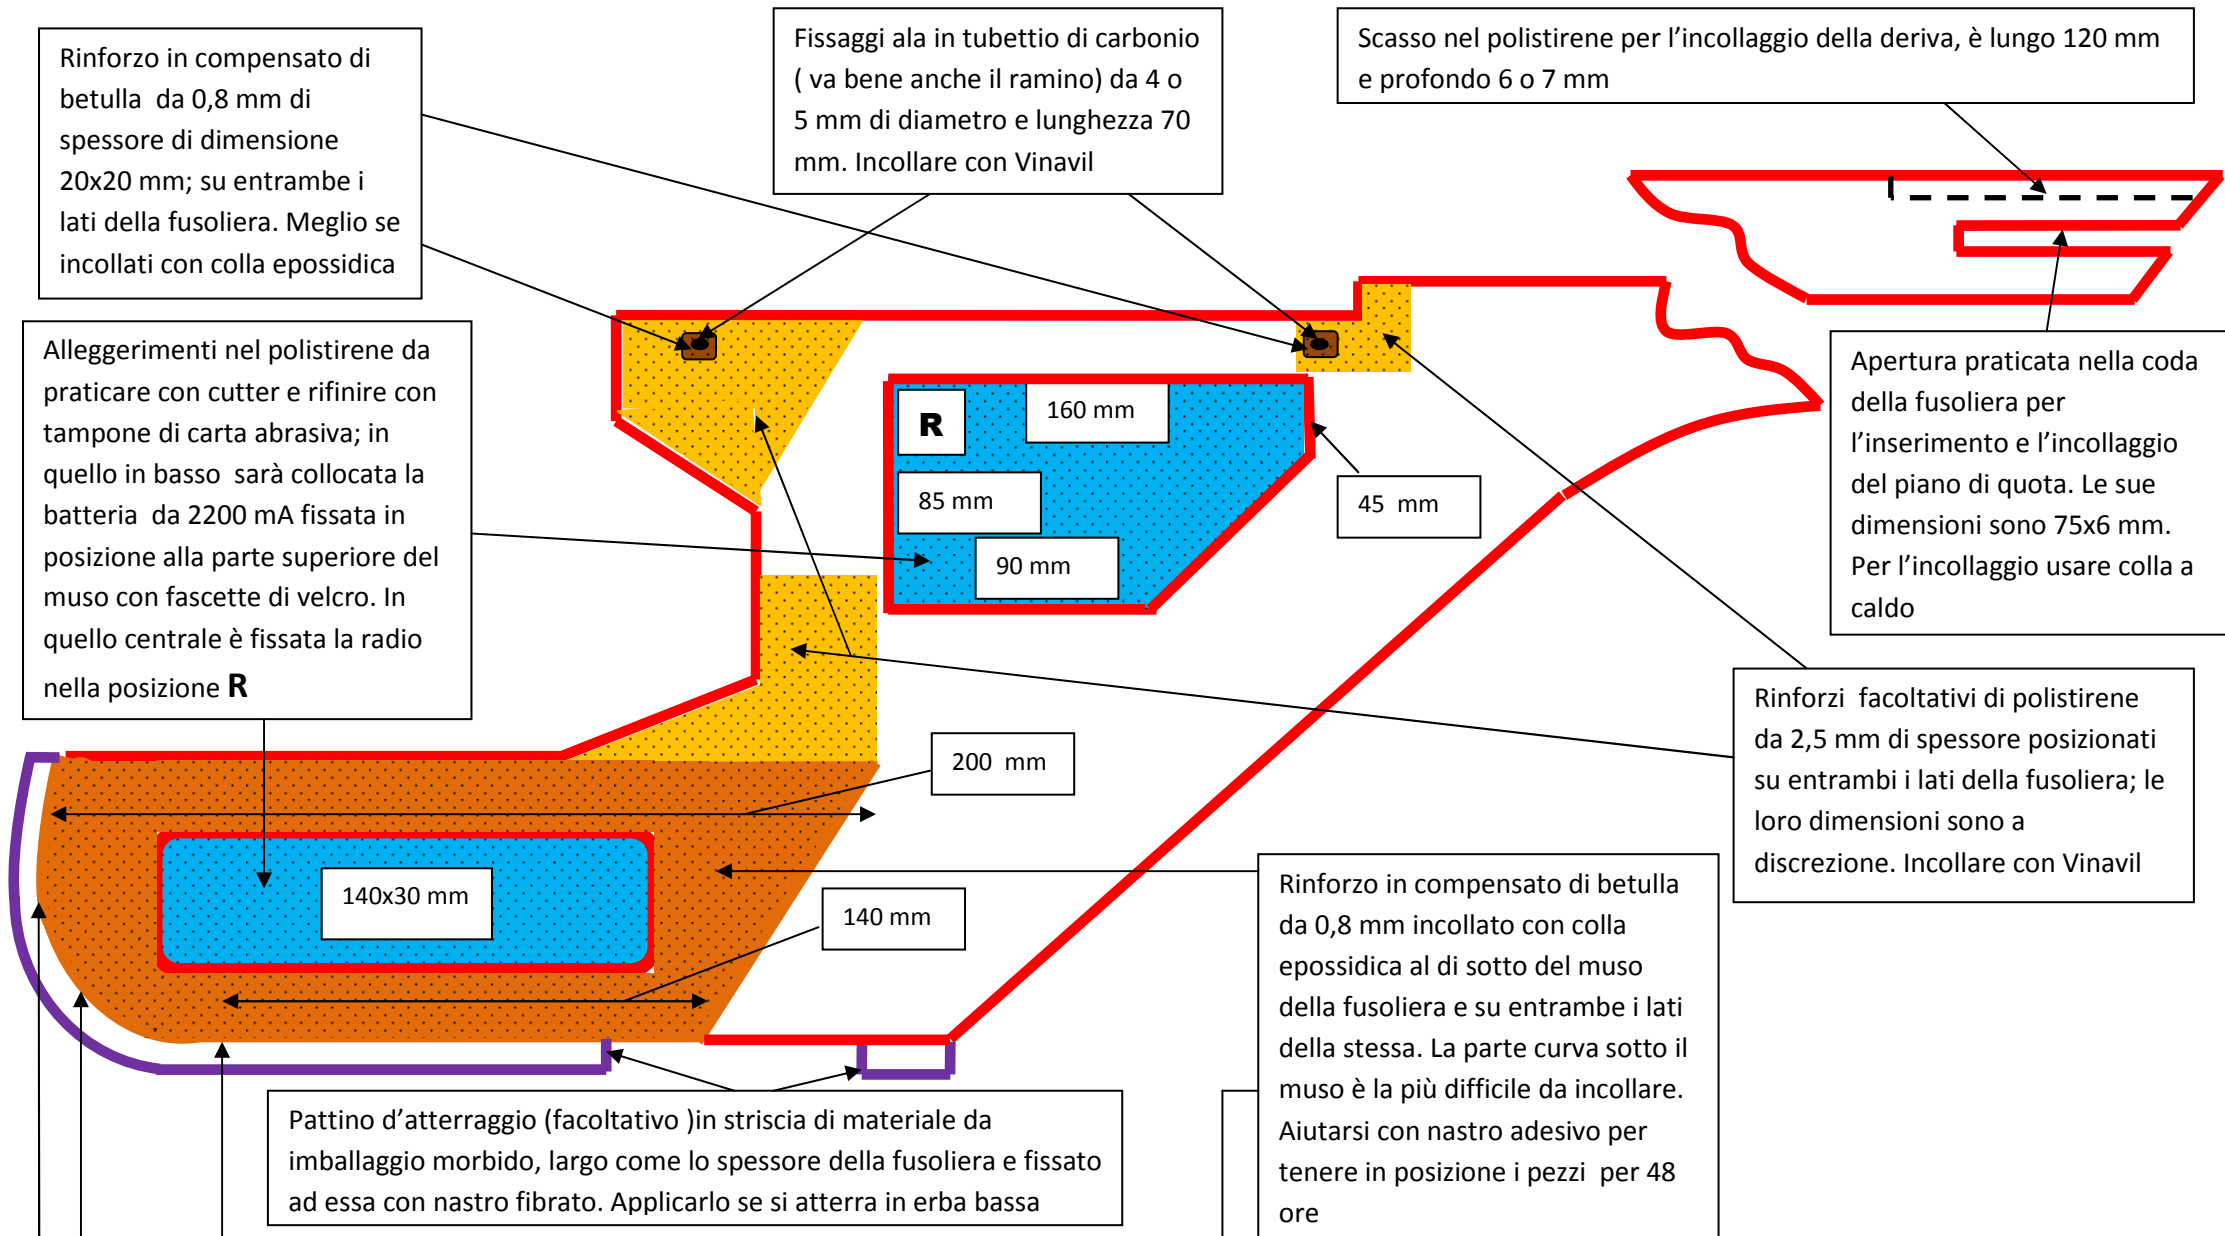 Rinforzo in compensato di
betulla da 0,8 mm di
spessore di dimensione
20x20 mm; su entrambe i
lati della fusoliera. Meglio se
incollati con colla epossidica
Fissaggi ala in tubettio di carbonio
( va bene anche il ramino) da 4 o
5 mm di diametro e lunghezza 70
mm. Incollare con Vinavil
Scasso nel polistirene per l’incollaggio della deriva, è lungo 120 mm
e profondo 6 o 7 mm
Alleggerimenti nel polistirene da
praticare con cutter e rifinire con
tampone di carta abrasiva; in
quello in basso sarà collocata la
batteria da 2200 mA fissata in
posizione alla parte superiore del
muso con fascette di velcro. In
quello centrale è fissata la radio
nella posizione R
R
160 mm
85 mm
90 mm
45 mm
Apertura praticata nella coda
della fusoliera per
l’inserimento e l’incollaggio
del piano di quota. Le sue
dimensioni sono 75x6 mm.
Per l’incollaggio usare colla a
caldo
Rinforzi facoltativi di polistirene
da 2,5 mm di spessore posizionati
su entrambi i lati della fusoliera; le
loro dimensioni sono a
discrezione. Incollare con Vinavil
200 mm
140x30 mm
140 mm
Rinforzo in compensato di betulla
da 0,8 mm incollato con colla
epossidica al di sotto del muso
della fusoliera e su entrambe i lati
della stessa. La parte curva sotto il
muso è la più difficile da incollare.
Aiutarsi con nastro adesivo per
tenere in posizione i pezzi per 48
ore
Pattino d’atterraggio (facoltativo )in striscia di materiale da
imballaggio morbido, largo come lo spessore della fusoliera e fissato
ad essa con nastro fibrato. Applicarlo se si atterra in erba bassa